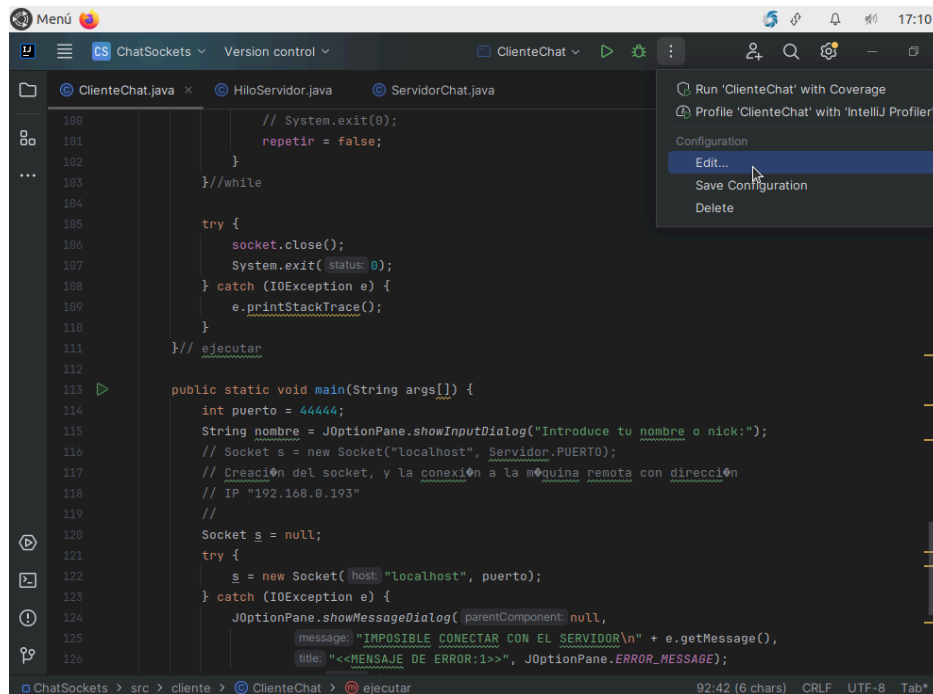 Menú 17:10
CS ChatSockets Version control ClienteChat
ClienteChat.java HiloServidor.java ServidorChat.java
Run 'ClienteChat' with Coverage
Profile 'ClienteChat' with 'IntelliJ Profiler'
Configuration
Edit...
Save Configuration
Delete
100 // System.exit(0);
101 repetir = false;
102 }
103 }//while
104
105 try {
106 socket.close();
107 System.exit( status: 0);
108 } catch (IOException e) {
109 e.printStackTrace();
110 }
111 }// ejecutar
112
113 public static void main(String args[]) {
114 int puerto = 44444;
115 String nombre = JOptionPane.showInputDialog("Introduce tu nombre o nick:");
116 // Socket s = new Socket("localhost", Servidor.PUERTO);
117 // Creaci�n del socket, y la conexi�n a la m�quina remota con direcci�n
118 // IP "192.168.0.193"
119 //
120 Socket s = null;
121 try {
122 s = new Socket( host: "localhost", puerto);
123 } catch (IOException e) {
124 JOptionPane.showMessageDialog( parentComponent: null,
125 message: "IMPOSIBLE CONECTAR CON EL SERVIDOR\n" + e.getMessage(),
126 title: "<<MENSAJE DE ERROR:1>>", JOptionPane.ERROR_MESSAGE);
ChatSockets > src > cliente > ClienteChat > ejecutar 92:42 (6 chars) CRLF UTF-8 Tab*